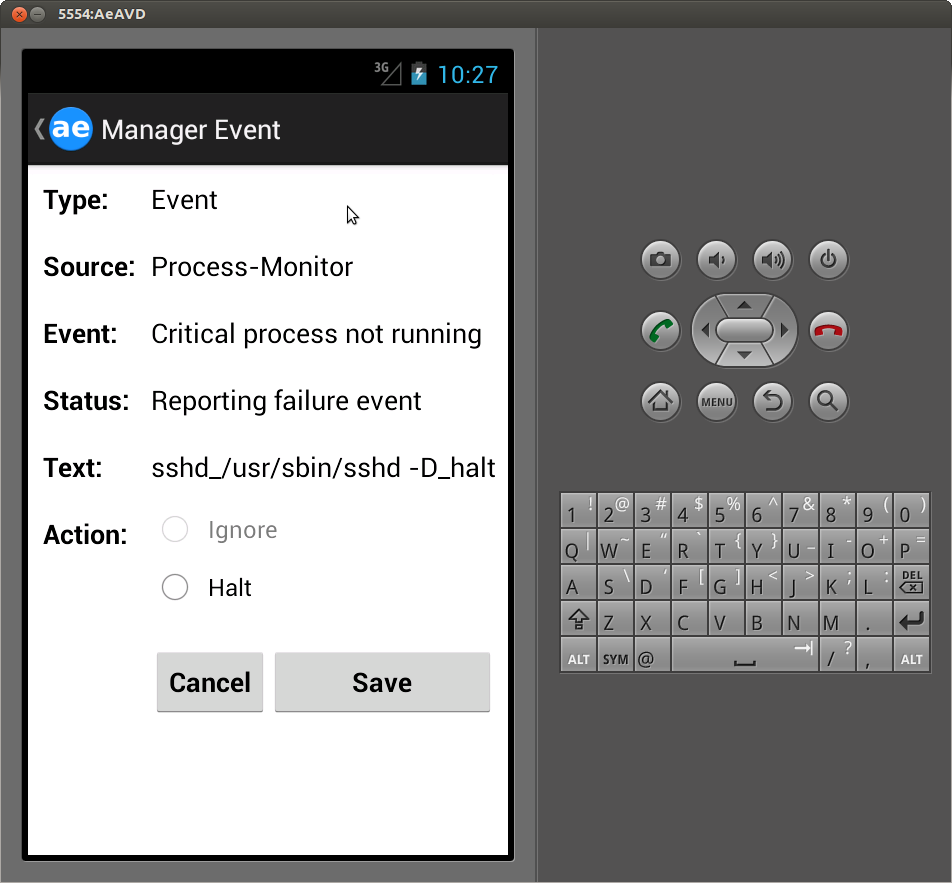 5554:AeAVD
3G 10:27
ae Manager Event
Type: Event
Source: Process-Monitor
Event: Critical process not running
Status: Reporting failure event
Text: sshd_/usr/sbin/sshd -D_halt
Action: Ignore
Halt
Cancel Save
MENU
1 ! 2 @ 3 # 4 $ 5 % 6 ^ 7 & 8 * 9 ( 0 )
Q | W ~ E “ R ` T { Y } U _ I - O + P =
A S \ D ‘ F [ G ] H < J > K ; L : DEL
Z X C V B N M .
ALT SYM @ / ? , ALT